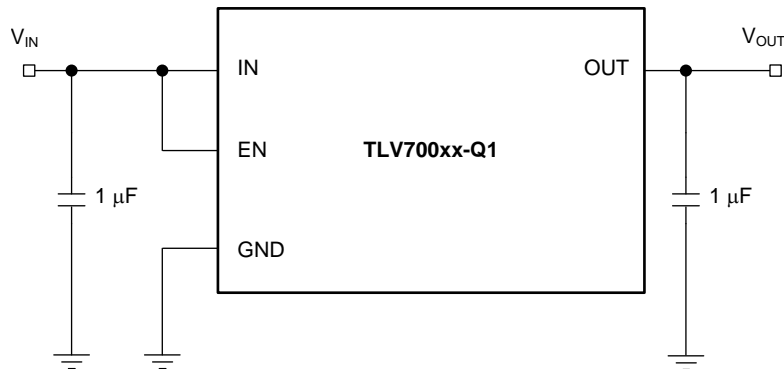 V_IN
V_OUT
IN
OUT
EN
TLV700xx-Q1
1 μF
1 μF
GND